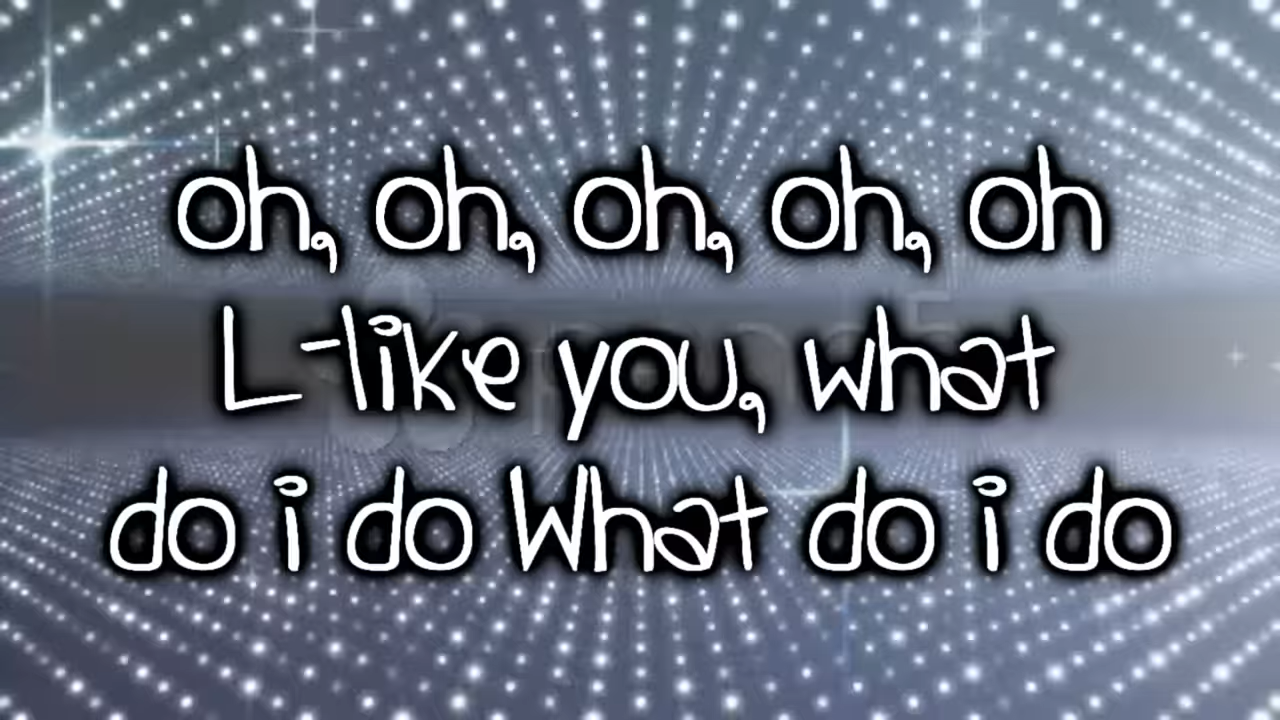 oh, oh, oh, oh, oh
L-like you, what
do i do What do i do